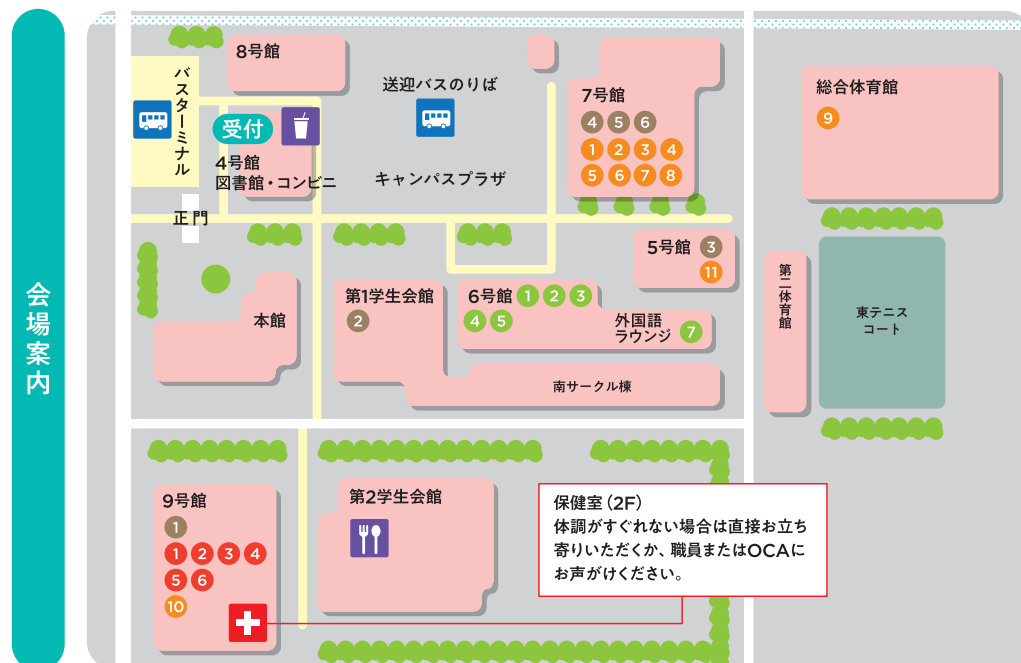 会場案内
8号館
バスターミナル
送迎バスのりば
7号館
4 5 6
1 2 3 4
5 6 7 8
総合体育館
9
受付
4号館
図書館・コンビニ
キャンパスプラザ
正門
5号館 3
11
本館
第1学生会館
2
6号館 1 2 3
4 5
外国語
ラウンジ 7
第二体育館
東テニス
コート
南サークル棟
9号館
1
1 2 3 4
5 6
10
第2学生会館
保健室（2F）
体調がすぐれない場合は直接お立ち
寄りいただくか、職員またはOCAに
お声がけください。